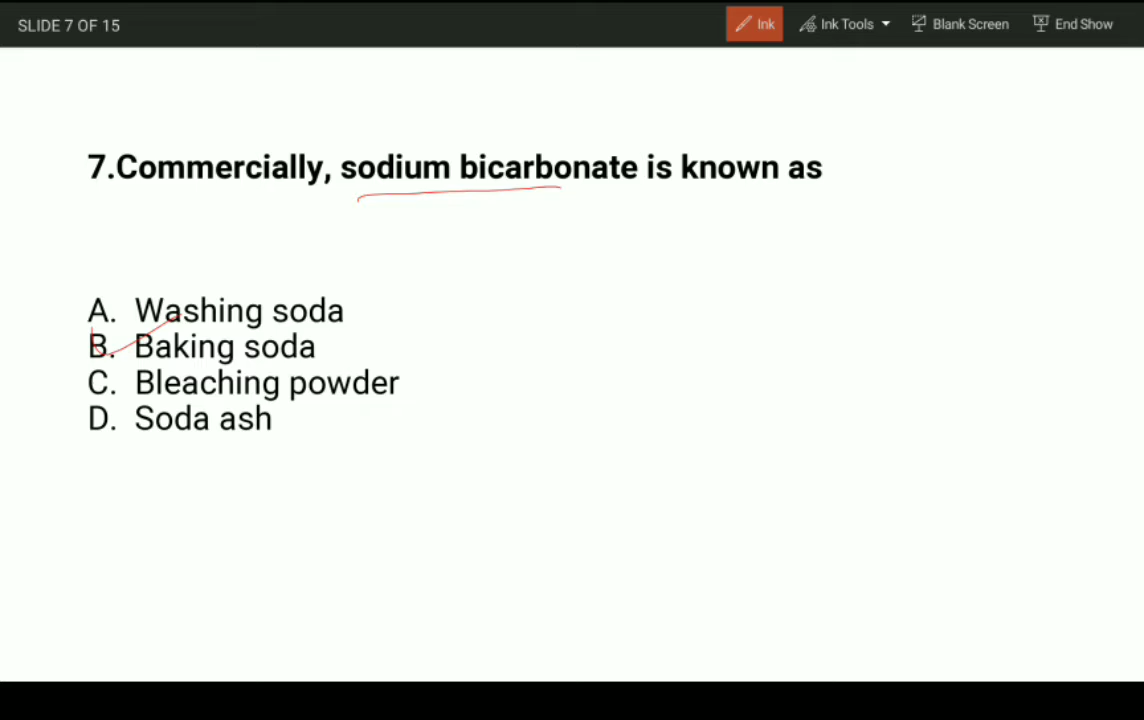 SLIDE 7 OF 15 Ink Ink Tools Blank Screen End Show
7.Commercially, sodium bicarbonate is known as
A. Washing soda
B. Baking soda
C. Bleaching powder
D. Soda ash